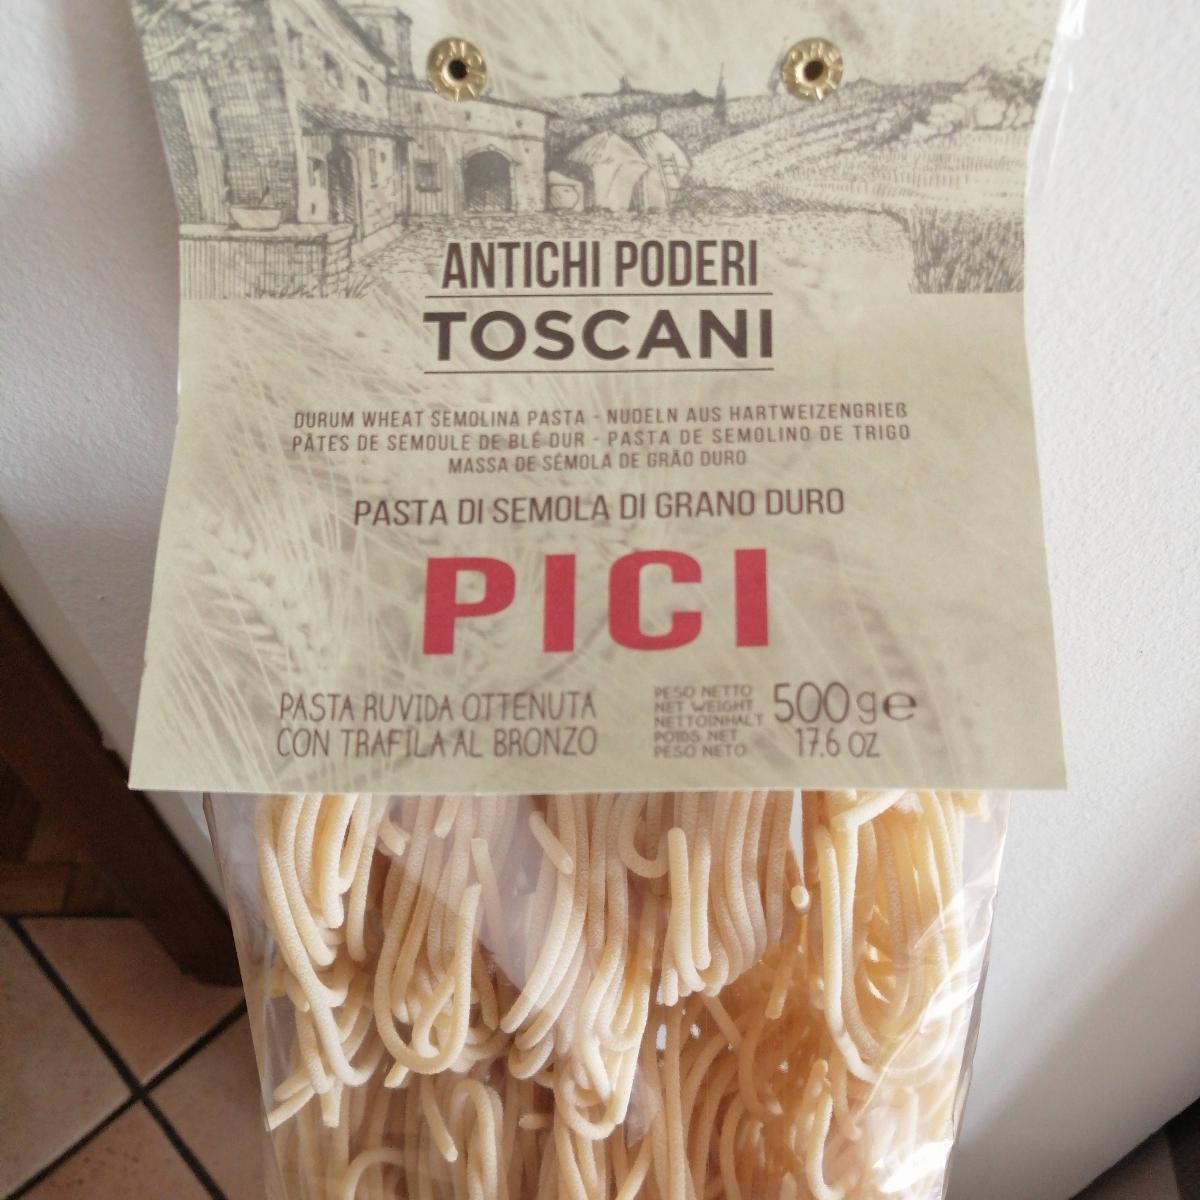 ANTICHI PODERI
TOSCANI
DURUM WHEAT SEMOLINA PASTA - NUDELN AUS HARTWEIZENGRIEß
PÂTES DE SEMOULE DE BLÉ DUR - PASTA DE SEMOLINO DE TRIGO
MASSA DE SÉMOLA DE GRÃO DURO
PASTA DI SEMOLA DI GRANO DURO
PICI
PASTA RUVIDA OTTENUTA
CON TRAFILA AL BRONZO
PESO NETTO
NET WEIGHT
NETTOINHALT
POIDS NET
PESO NETO
500g℮
17.6 OZ